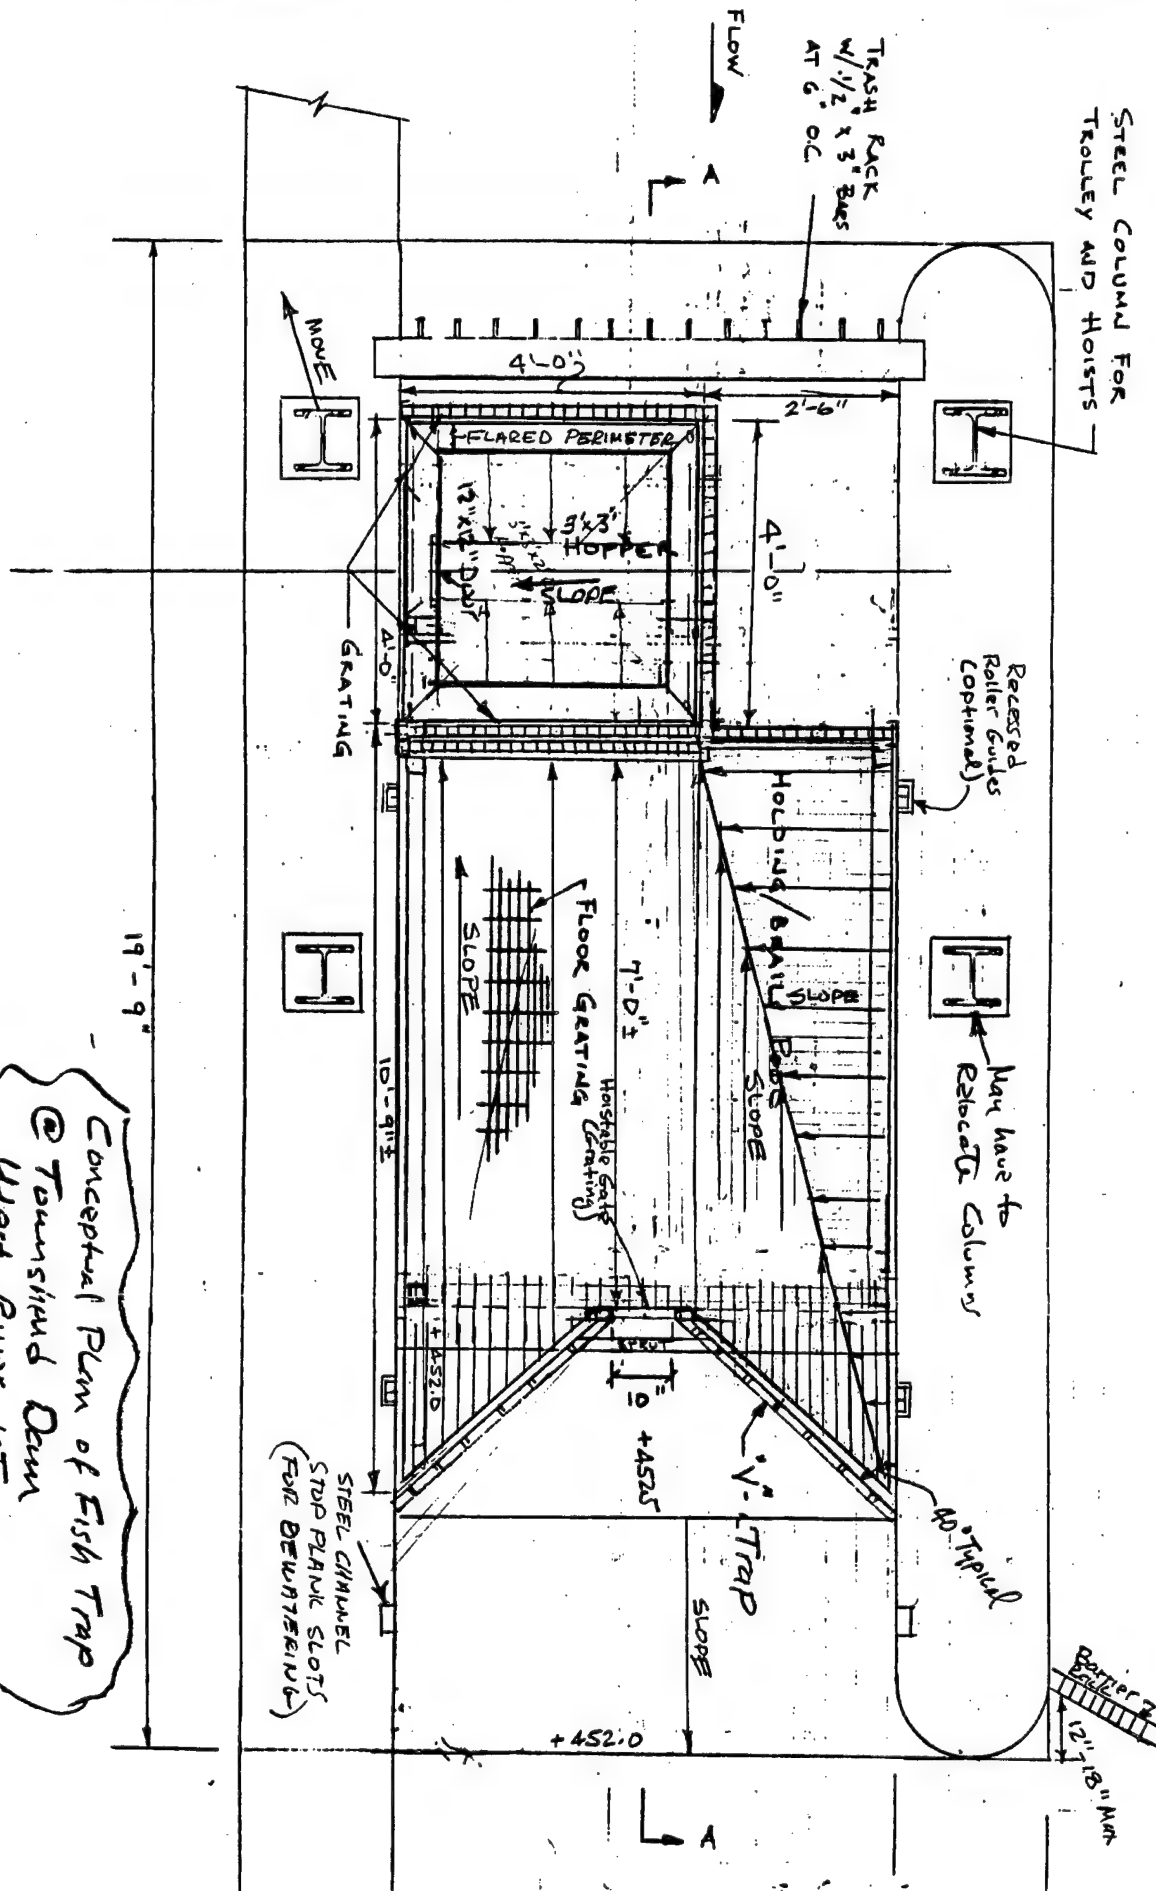 FLOW
STEEL COLUMN FOR
TROLLEY AND HOISTS
TRASH RACK
W/ 1/2" x 3" BARS
AT 6" O.C.
A
MOVE
4'-0"
2'-6"
FLARED PERIMETER
3'x3'
HOPPER
12"x12" DOOR
SLOPE
4'-0"
4'-0"
GRATING
Recessed
Roller Guides
(optional)
HOLDING / BRAIL POOL
SLOPE
SLOPE
FLOOR GRATING
SLOPE
7'-0"±
10'-9"±
Hoistable Gate
(Grating)
May have to
Relocate Columns
STRUT
10"
+452.0
+452.5
"V"-Trap
40° Typical
STEEL CHANNEL
STOP PLANK SLOTS
(FOR DEWATERING)
SLOPE
+452.0
Barrier
Rack
12"-18" Max
A
19'-9"
Conceptual Plan of Fish Trap
@ Townshend Dam